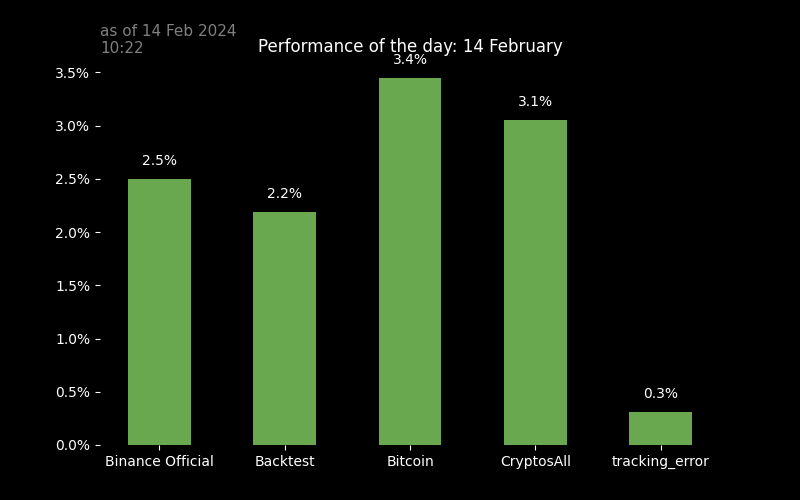 as of 14 Feb 2024
10:22
Performance of the day: 14 February
3.5%
3.0%
2.5%
2.0%
1.5%
1.0%
0.5%
0.0%
2.5%
2.2%
3.4%
3.1%
0.3%
Binance Official
Backtest
Bitcoin
CryptosAll
tracking_error